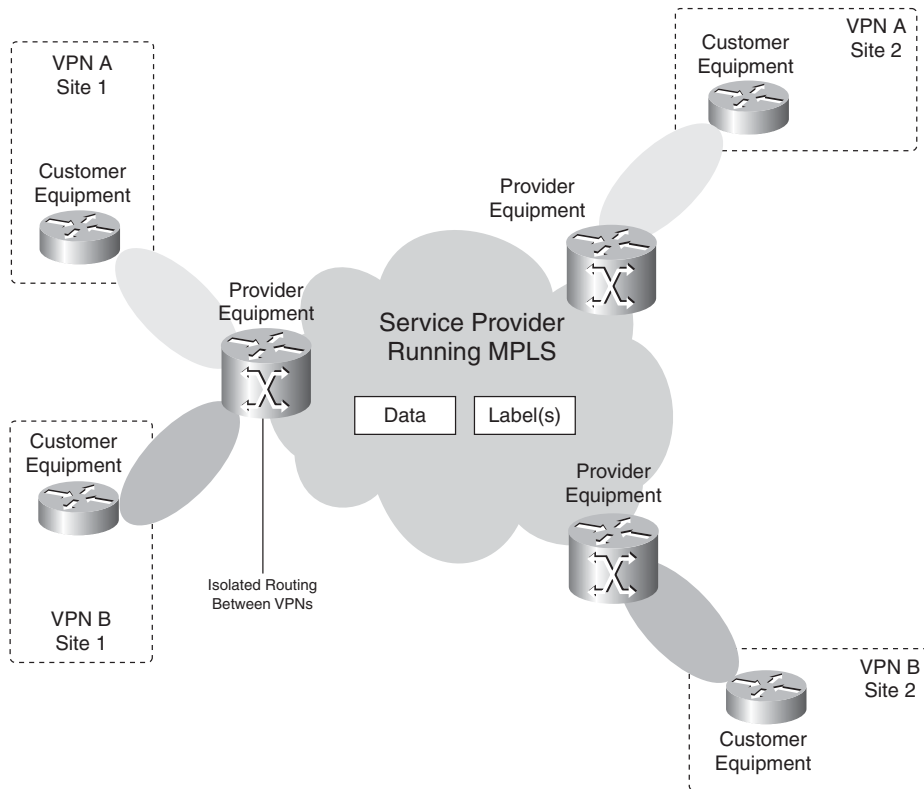 VPN A
Site 1
Customer
Equipment
Customer
Equipment
VPN A
Site 2
Provider
Equipment
Provider
Equipment
Service Provider
Running MPLS
Data
Label(s)
Customer
Equipment
Provider
Equipment
Isolated Routing
Between VPNs
VPN B
Site 1
VPN B
Site 2
Customer
Equipment